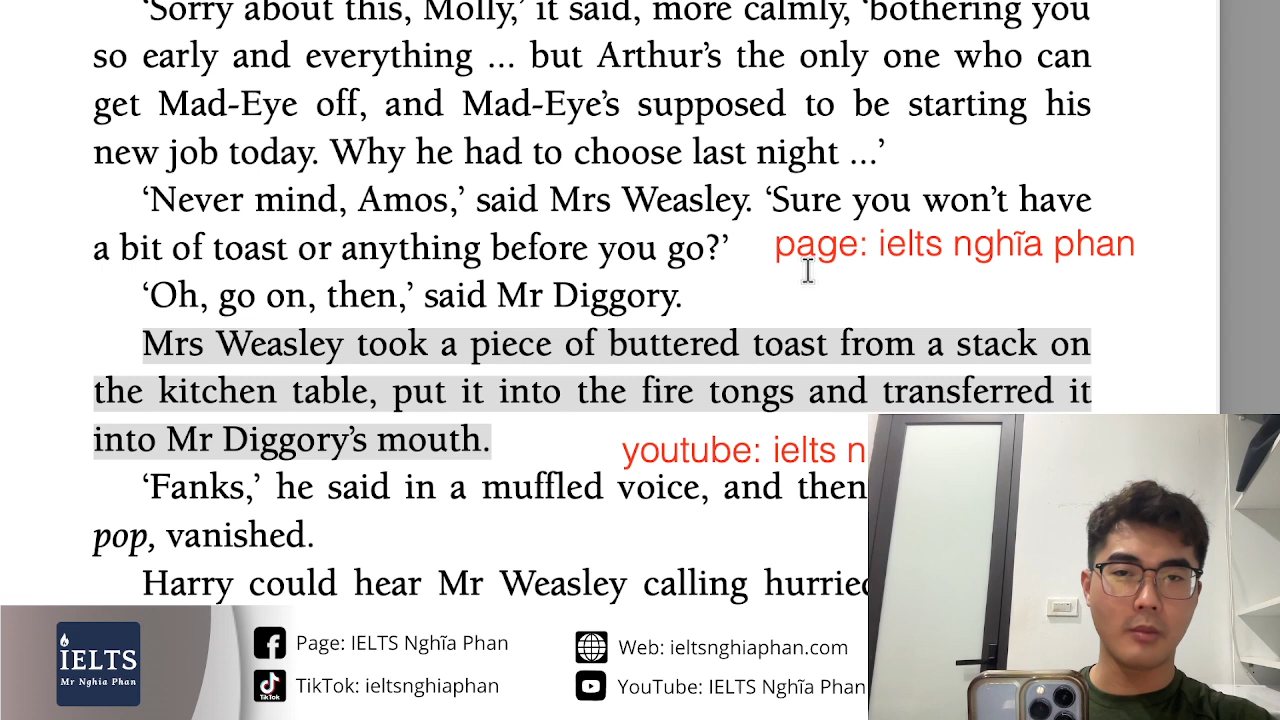 ‘Sorry about this, Molly,’ it said, more calmly, ‘bothering you
so early and everything ... but Arthur’s the only one who can
get Mad-Eye off, and Mad-Eye’s supposed to be starting his
new job today. Why he had to choose last night ...’
‘Never mind, Amos,’ said Mrs Weasley. ‘Sure you won’t have
a bit of toast or anything before you go?’
page: ielts nghĩa phan
‘Oh, go on, then,’ said Mr Diggory.
Mrs Weasley took a piece of buttered toast from a stack on
the kitchen table, put it into the fire tongs and transferred it
into Mr Diggory’s mouth.
youtube: ielts n
‘Fanks,’ he said in a muffled voice, and then
pop, vanished.
Harry could hear Mr Weasley calling hurried
IELTS
Mr Nghia Phan
Page: IELTS Nghĩa Phan
TikTok
TikTok: ieltsnghiaphan
Web: ieltsnghiaphan.com
YouTube: IELTS Nghĩa Phan